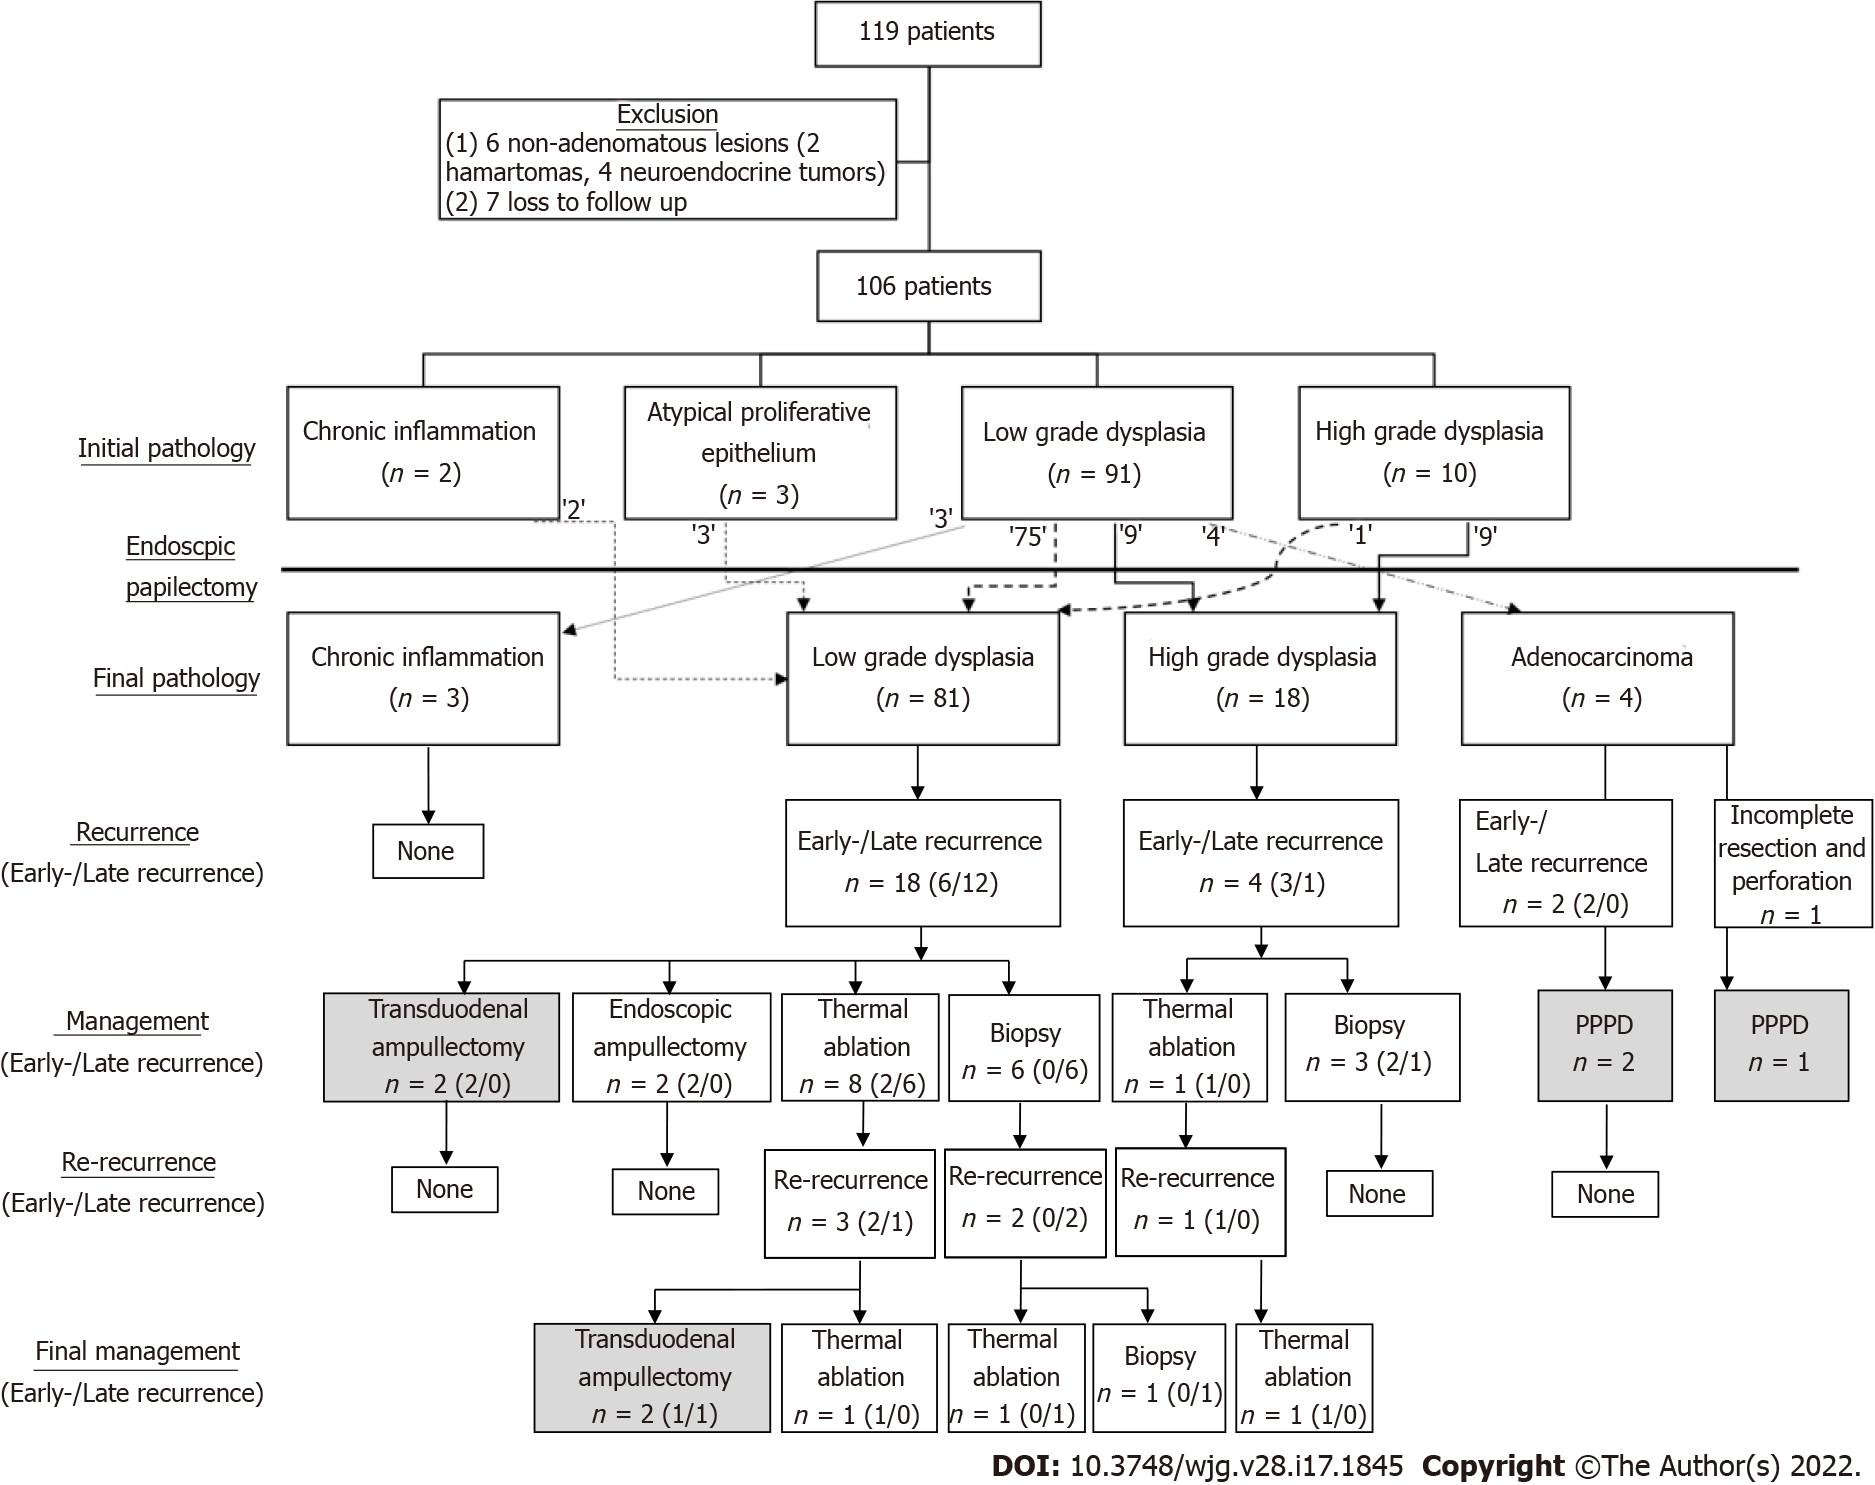 119 patients
Exclusion
(1) 6 non-adenomatous lesions (2
hamartomas, 4 neuroendocrine tumors)
(2) 7 loss to follow up
106 patients
Initial pathology
Chronic inflammation
(n = 2)
Atypical proliferative
epithelium
(n = 3)
Low grade dysplasia
(n = 91)
High grade dysplasia
(n = 10)
'2'
'3'
'3'
'75'
'9'
'4'
'1'
'9'
Endoscpic
papilectomy
Final pathology
Chronic inflammation
(n = 3)
Low grade dysplasia
(n = 81)
High grade dysplasia
(n = 18)
Adenocarcinoma
(n = 4)
Recurrence
(Early-/Late recurrence)
None
Early-/Late recurrence
n = 18 (6/12)
Early-/Late recurrence
n = 4 (3/1)
Early-/
Late recurrence
n = 2 (2/0)
Incomplete
resection and
perforation
n = 1
Management
(Early-/Late recurrence)
Transduodenal
ampullectomy
n = 2 (2/0)
Endoscopic
ampullectomy
n = 2 (2/0)
Thermal
ablation
n = 8 (2/6)
Biopsy
n = 6 (0/6)
Thermal
ablation
n = 1 (1/0)
Biopsy
n = 3 (2/1)
PPPD
n = 2
PPPD
n = 1
Re-recurrence
(Early-/Late recurrence)
None
None
Re-recurrence
n = 3 (2/1)
Re-recurrence
n = 2 (0/2)
Re-recurrence
n = 1 (1/0)
None
None
Final management
(Early-/Late recurrence)
Transduodenal
ampullectomy
n = 2 (1/1)
Thermal
ablation
n = 1 (1/0)
Thermal
ablation
n = 1 (0/1)
Biopsy
n = 1 (0/1)
Thermal
ablation
n = 1 (1/0)
DOI: 10.3748/wjg.v28.i17.1845 Copyright ©The Author(s) 2022.